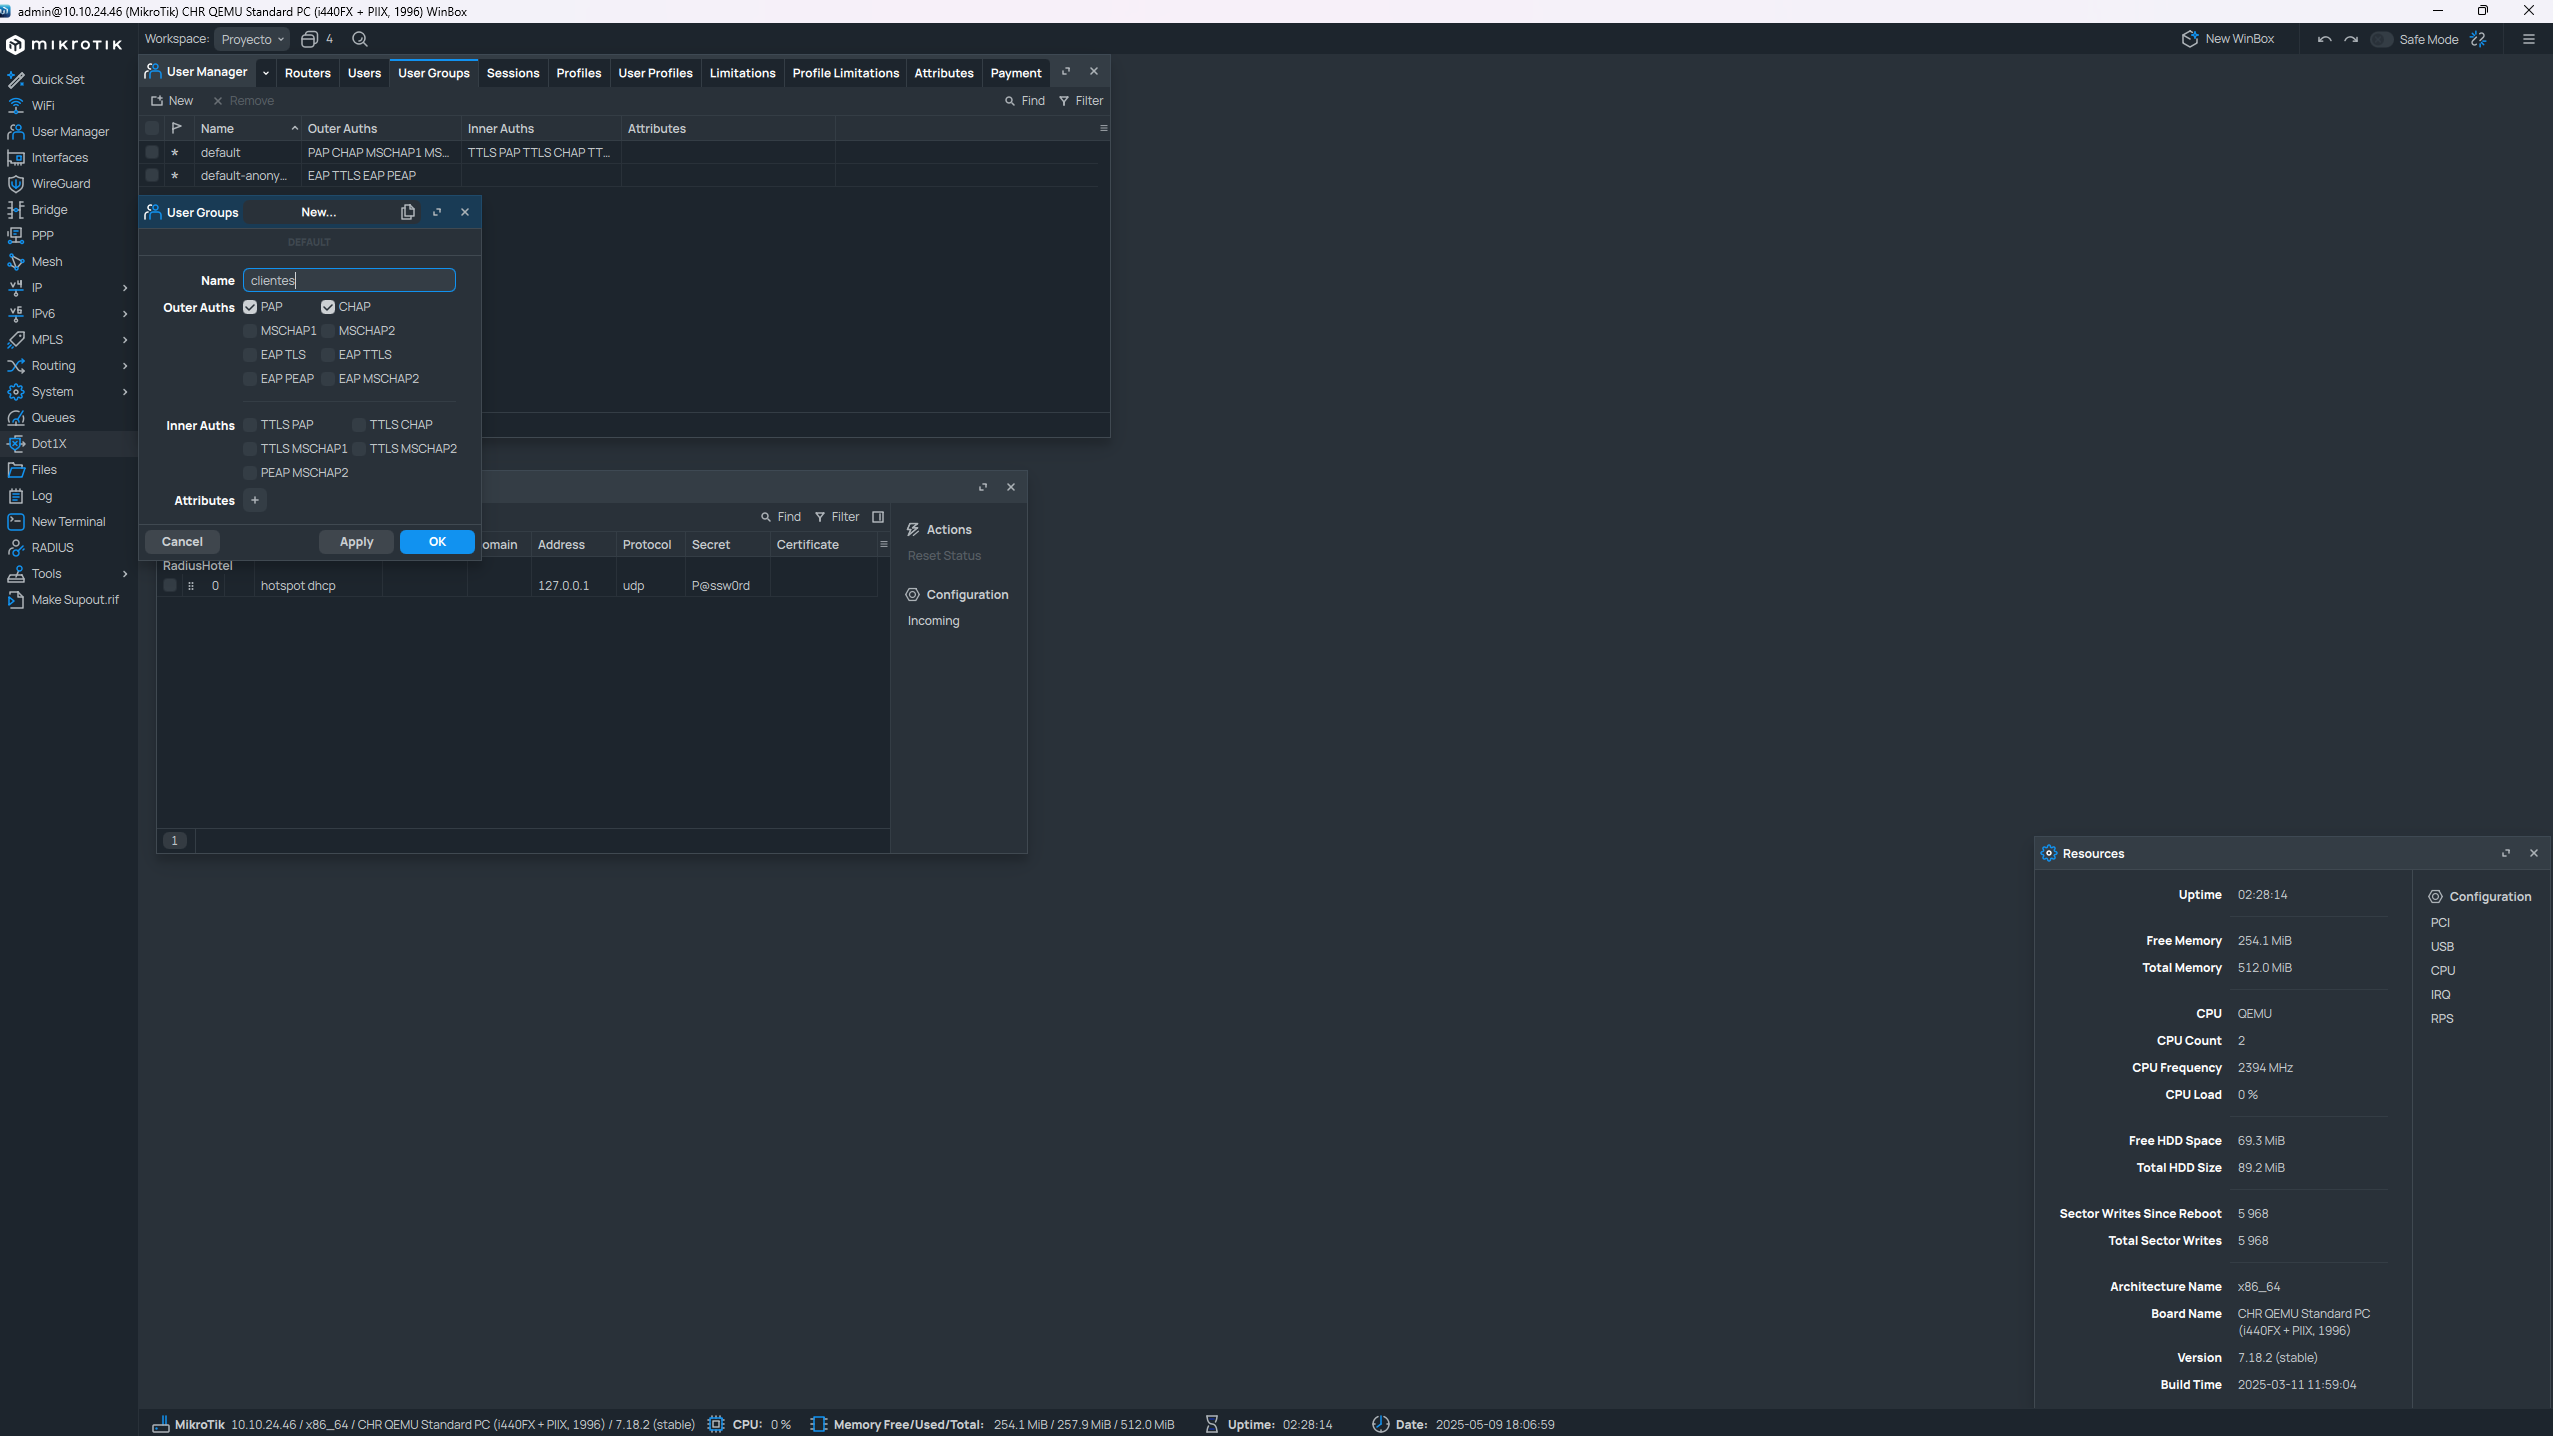 admin@10.10.24.46 (MikroTik) CHR QEMU Standard PC (i440FX + PIIX, 1996) WinBox
mikrotik
Workspace: Proyecto 4
New WinBox Safe Mode
Quick Set
WiFi
User Manager
Interfaces
WireGuard
Bridge
PPP
Mesh
IP
IPv6
MPLS
Routing
System
Queues
Dot1X
Files
Log
New Terminal
RADIUS
Tools
Make Supout.rif
User Manager Routers Users User Groups Sessions Profiles User Profiles Limitations Profile Limitations Attributes Payment
New Remove Find Filter
Name Outer Auths Inner Auths Attributes
* default PAP CHAP MSCHAP1 MS... TTLS PAP TTLS CHAP TT...
* default-anony... EAP TTLS EAP PEAP
User Groups New...
DEFAULT
Name clientes
Outer Auths PAP CHAP
MSCHAP1 MSCHAP2
EAP TLS EAP TTLS
EAP PEAP EAP MSCHAP2
Inner Auths TTLS PAP TTLS CHAP
TTLS MSCHAP1 TTLS MSCHAP2
PEAP MSCHAP2
Attributes +
Cancel Apply OK
Find Filter
omain Address Protocol Secret Certificate
RadiusHotel
0 hotspot dhcp 127.0.0.1 udp P@ssw0rd
1
Actions
Reset Status
Configuration
Incoming
Resources
Uptime 02:28:14
Free Memory 254.1 MiB
Total Memory 512.0 MiB
CPU QEMU
CPU Count 2
CPU Frequency 2394 MHz
CPU Load 0 %
Free HDD Space 69.3 MiB
Total HDD Size 89.2 MiB
Sector Writes Since Reboot 5 968
Total Sector Writes 5 968
Architecture Name x86_64
Board Name CHR QEMU Standard PC
(i440FX + PIIX, 1996)
Version 7.18.2 (stable)
Build Time 2025-03-11 11:59:04
Configuration
PCI
USB
CPU
IRQ
RPS
MikroTik 10.10.24.46 / x86_64 / CHR QEMU Standard PC (i440FX + PIIX, 1996) / 7.18.2 (stable) CPU: 0 % Memory Free/Used/Total: 254.1 MiB / 257.9 MiB / 512.0 MiB Uptime: 02:28:14 Date: 2025-05-09 18:06:59